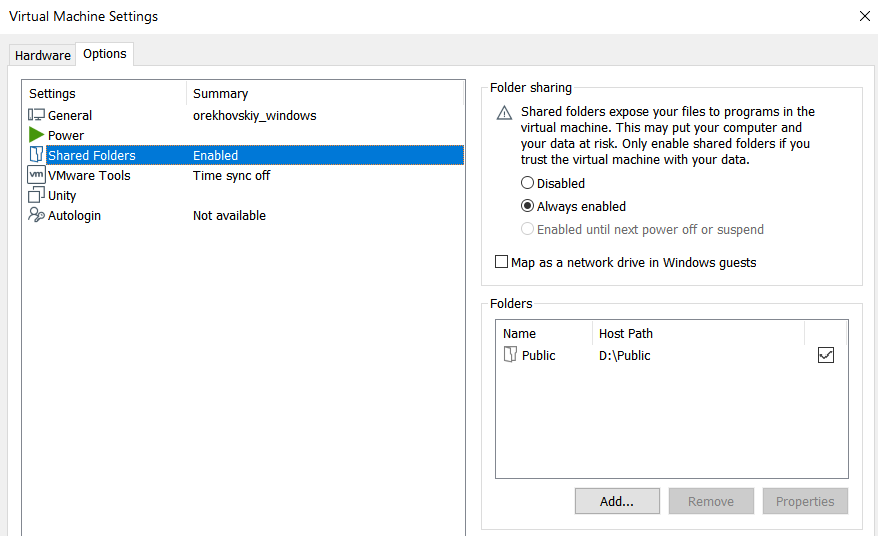 Virtual Machine Settings
Hardware Options
Settings Summary
General orekhovskiy_windows
Power
Shared Folders Enabled
vm VMware Tools Time sync off
Unity
Autologin Not available
Folder sharing
Shared folders expose your files to programs in the
virtual machine. This may put your computer and
your data at risk. Only enable shared folders if you
trust the virtual machine with your data.
Disabled
Always enabled
Enabled until next power off or suspend
Map as a network drive in Windows guests
Folders
Name Host Path
Public D:\Public
Add... Remove Properties